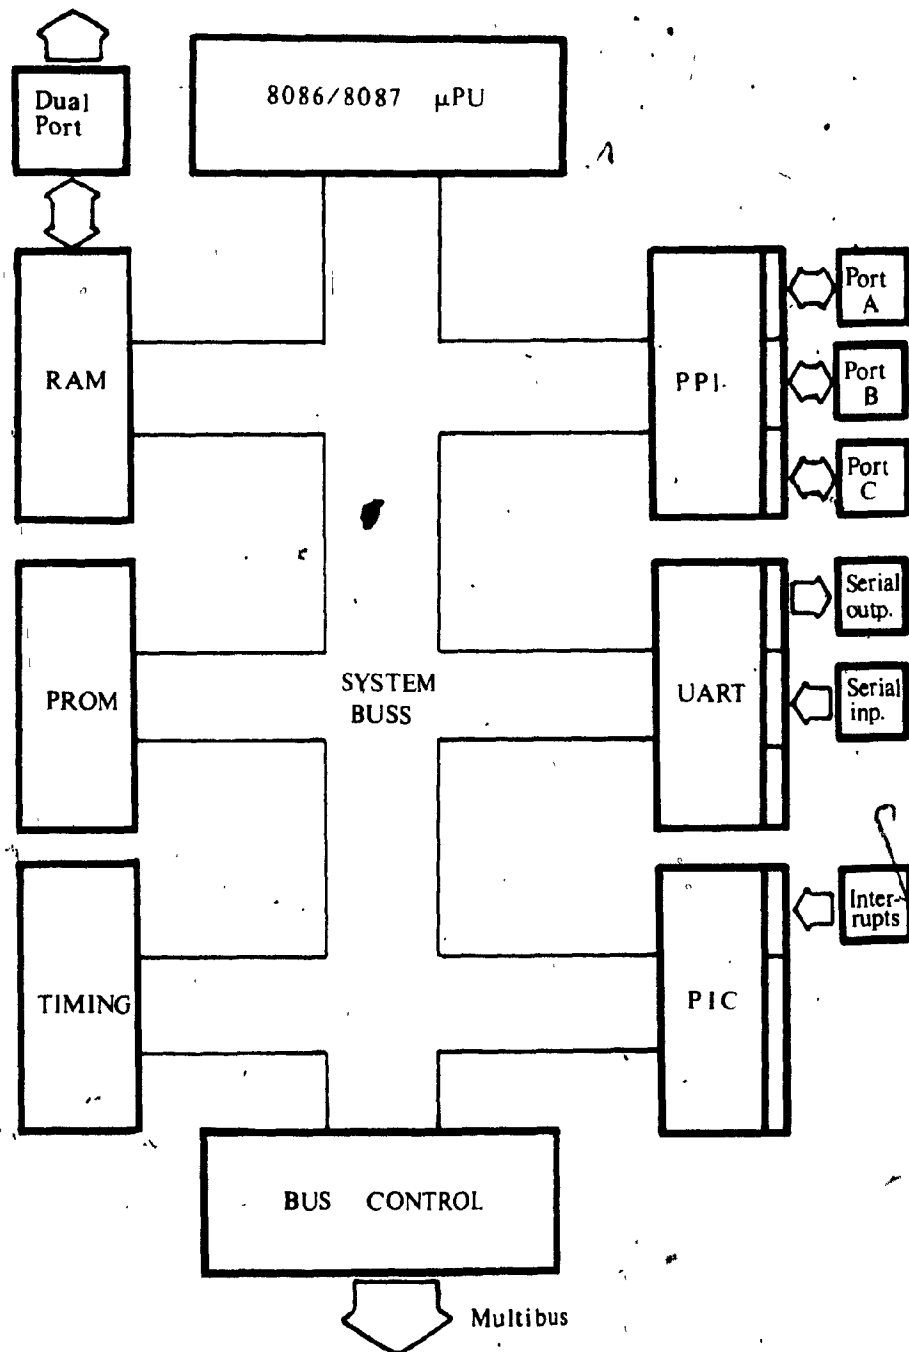 Dual
Port
8086/8087 μPU
RAM
PPI
Port
A
Port
B
Port
C
PROM
SYSTEM
BUSS
UART
Serial
outp.
Serial
inp.
TIMING
PIC
Inter-
rupts
BUS CONTROL
Multibus